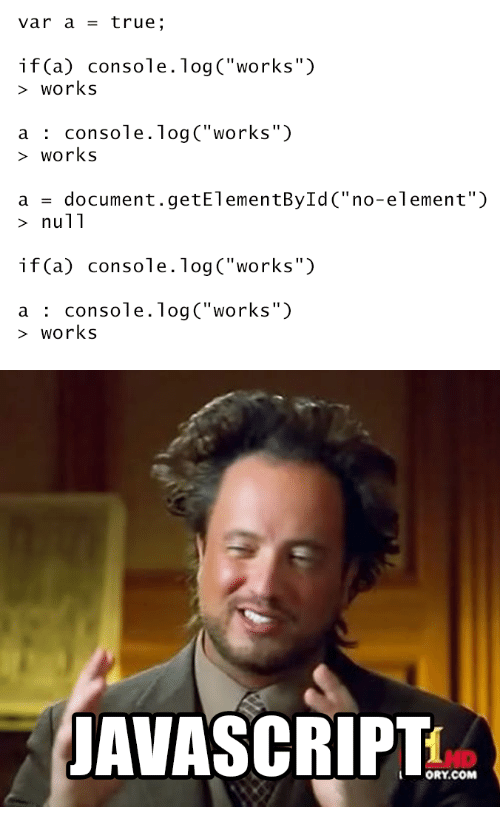 var a = true;
if(a) console.log("works")
> works
a : console.log("works")
> works
a = document.getElementById("no-element")
> null
if(a) console.log("works")
a : console.log("works")
> works
JAVASCRIPT
HD
ORY.COM